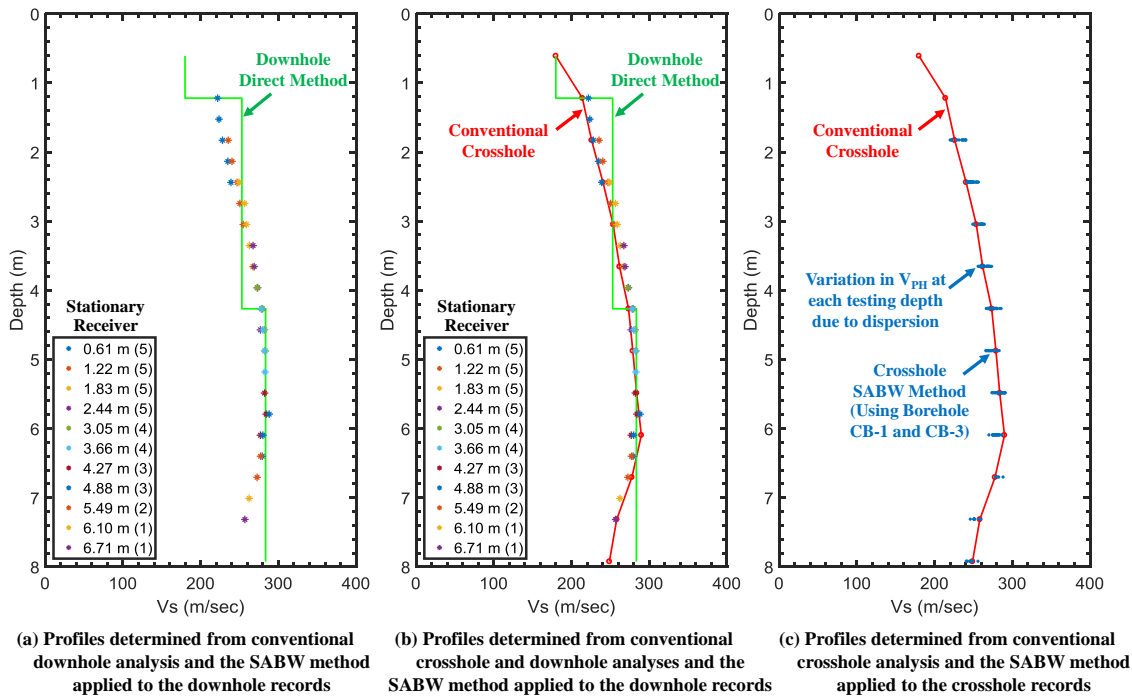 0
1
2
3
4
5
6
7
8
Depth (m)
0
100
200
300
400
Vs (m/sec)
Downhole
Direct Method
Stationary
Receiver
0.61 m (5)
1.22 m (5)
1.83 m (5)
2.44 m (5)
3.05 m (4)
3.66 m (4)
4.27 m (3)
4.88 m (3)
5.49 m (2)
6.10 m (1)
6.71 m (1)
(a) Profiles determined from conventional
downhole analysis and the SABW method
applied to the downhole records
0
1
2
3
4
5
6
7
8
Depth (m)
0
100
200
300
400
Vs (m/sec)
Downhole
Direct Method
Conventional
Crosshole
Stationary
Receiver
0.61 m (5)
1.22 m (5)
1.83 m (5)
2.44 m (5)
3.05 m (4)
3.66 m (4)
4.27 m (3)
4.88 m (3)
5.49 m (2)
6.10 m (1)
6.71 m (1)
(b) Profiles determined from conventional
crosshole and downhole analyses and the
SABW method applied to the downhole records
0
1
2
3
4
5
6
7
8
Depth (m)
0
100
200
300
400
Vs (m/sec)
Conventional
Crosshole
Variation in VPH at
each testing depth
due to dispersion
Crosshole
SABW Method
(Using Borehole
CB-1 and CB-3)
(c) Profiles determined from conventional
crosshole analysis and the SABW method
applied to the crosshole records